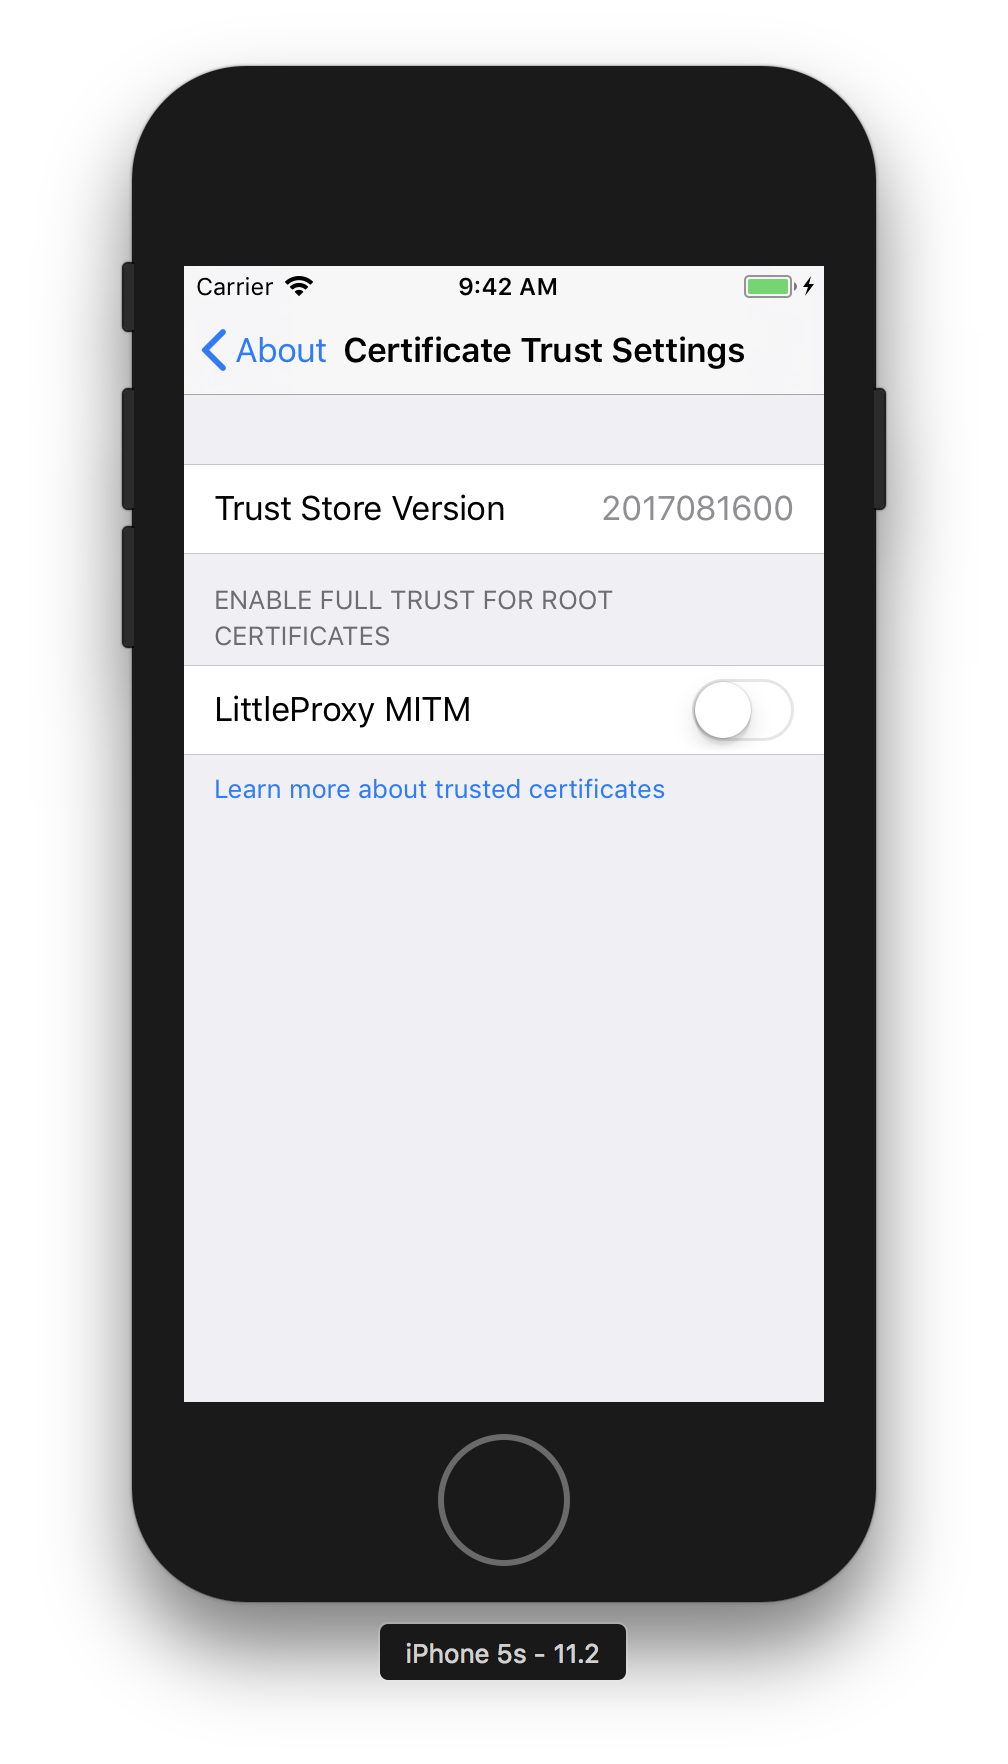 Carrier 9:42 AM
About Certificate Trust Settings
Trust Store Version 2017081600
ENABLE FULL TRUST FOR ROOT
CERTIFICATES
LittleProxy MITM
Learn more about trusted certificates
iPhone 5s - 11.2